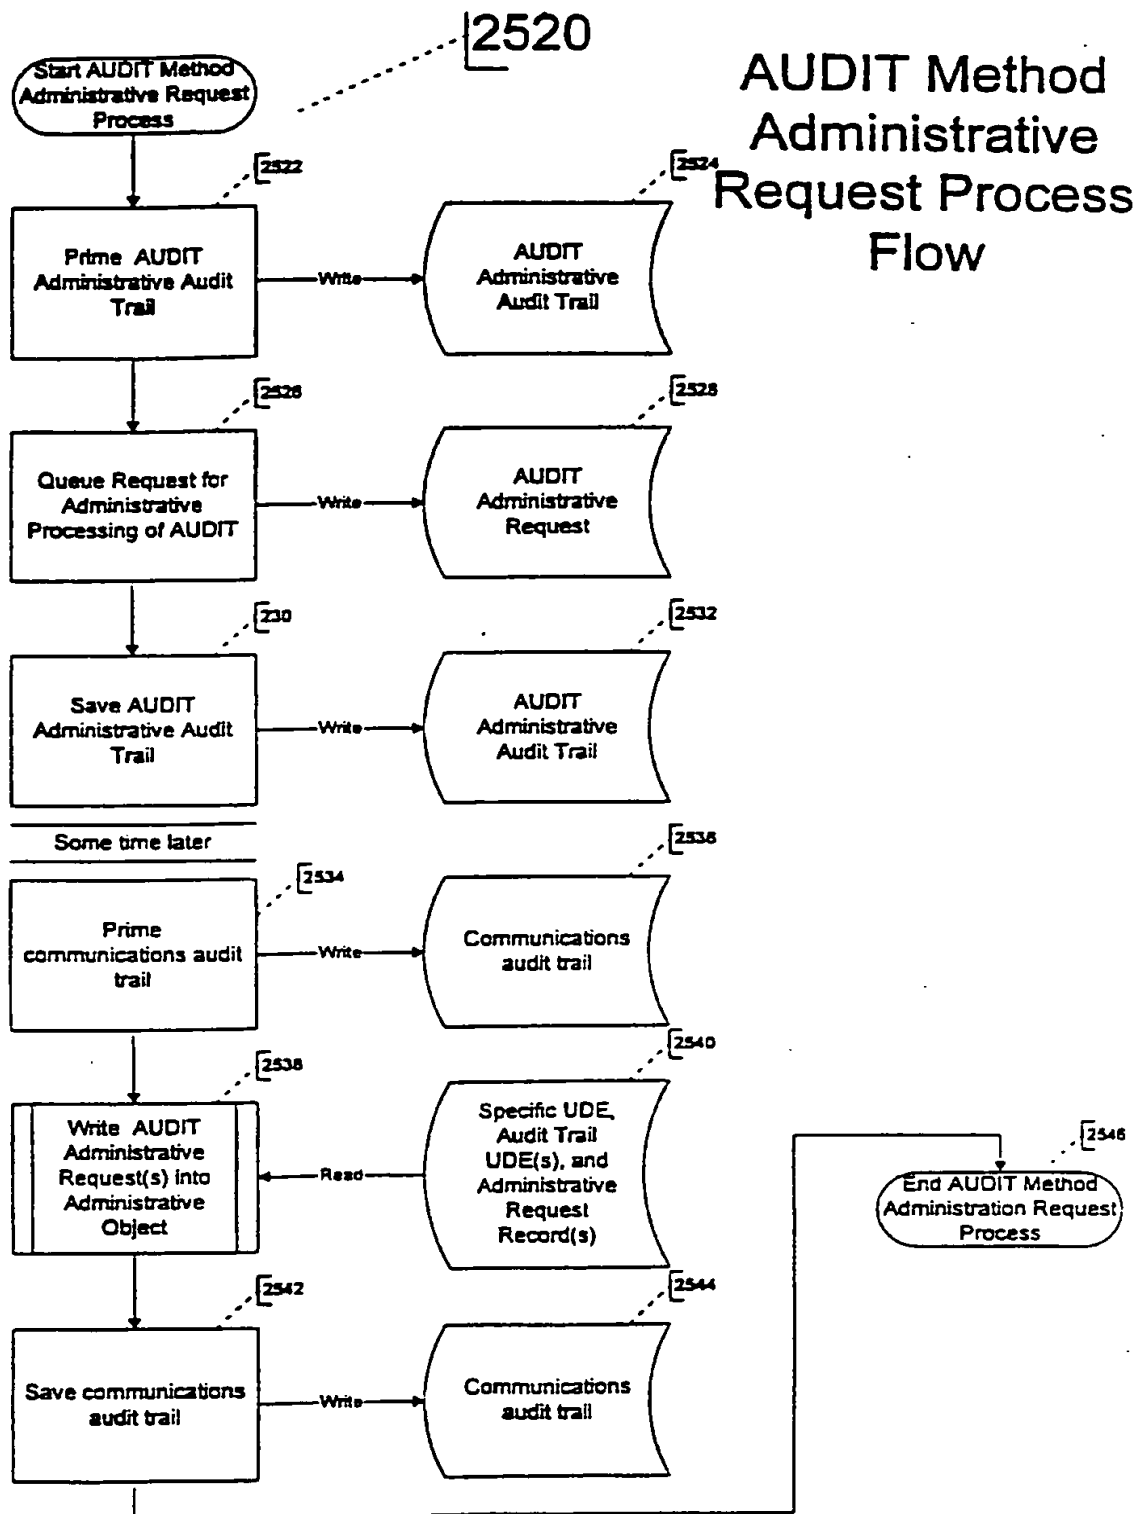 2520
AUDIT Method
Administrative
Request Process
Flow
Start AUDIT Method
Administrative Request
Process
2522
Prime AUDIT
Administrative Audit
Trail
Write
2524
AUDIT
Administrative
Audit Trail
2526
Queue Request for
Administrative
Processing of AUDIT
Write
2528
AUDIT
Administrative
Request
230
Save AUDIT
Administrative Audit
Trail
Write
2532
AUDIT
Administrative
Audit Trail
Some time later
2534
Prime
communications audit
trail
Write
2536
Communications
audit trail
2538
Write AUDIT
Administrative
Request(s) into
Administrative
Object
Read
2540
Specific UDE,
Audit Trail
UDE(s), and
Administrative
Request
Record(s)
2542
Save communications
audit trail
Write
2544
Communications
audit trail
2546
End AUDIT Method
Administration Request
Process